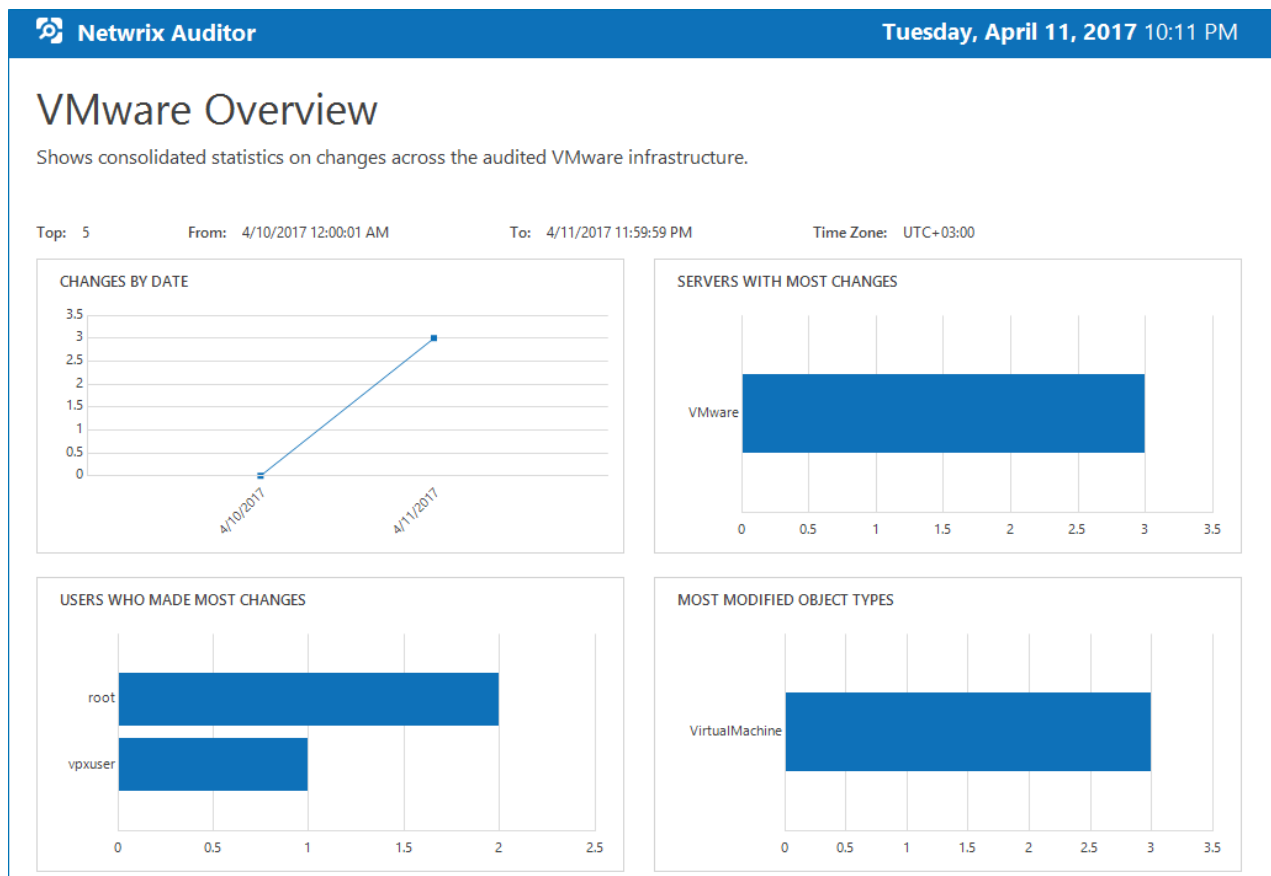 Netwrix Auditor
Tuesday, April 11, 2017 10:11 PM
VMware Overview
Shows consolidated statistics on changes across the audited VMware infrastructure.
Top: 5 From: 4/10/2017 12:00:01 AM To: 4/11/2017 11:59:59 PM Time Zone: UTC+03:00
CHANGES BY DATE
3.5
3
2.5
2
1.5
1
0.5
0
4/10/2017 4/11/2017
SERVERS WITH MOST CHANGES
VMware
0 0.5 1 1.5 2 2.5 3 3.5
USERS WHO MADE MOST CHANGES
root
vpxuser
0 0.5 1 1.5 2 2.5
MOST MODIFIED OBJECT TYPES
VirtualMachine
0 0.5 1 1.5 2 2.5 3 3.5